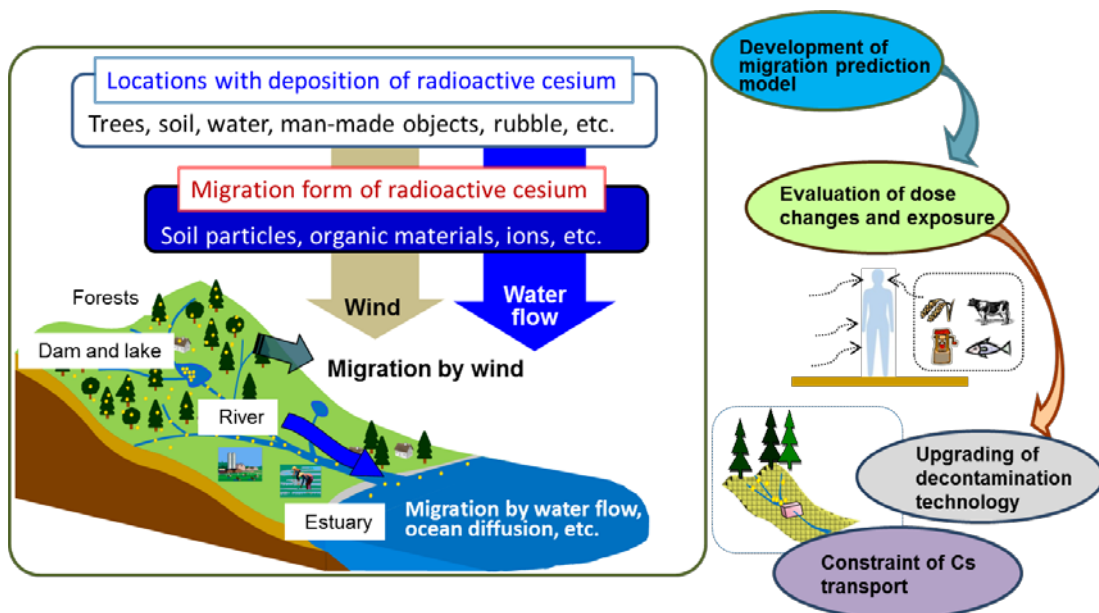 Locations with deposition of radioactive cesium
Trees, soil, water, man-made objects, rubble, etc.
Migration form of radioactive cesium
Soil particles, organic materials, ions, etc.
Wind
Water
flow
Forests
Dam and lake
Migration by wind
River
Estuary
Migration by water flow,
ocean diffusion, etc.
Development of
migration prediction
model
Evaluation of dose
changes and exposure
Upgrading of
decontamination
technology
Constraint of Cs
transport